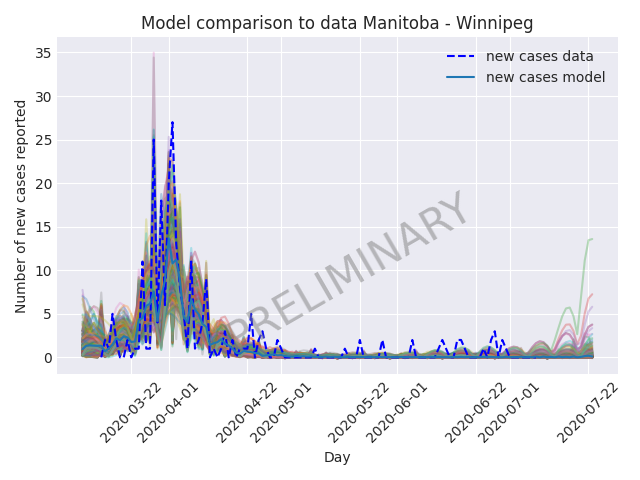 Model comparison to data Manitoba - Winnipeg
new cases data
new cases model
Number of new cases reported
35
30
25
20
15
10
5
0
PRELIMINARY
2020-03-22
2020-04-01
2020-04-22
2020-05-01
2020-05-22
2020-06-01
2020-06-22
2020-07-01
2020-07-22
Day